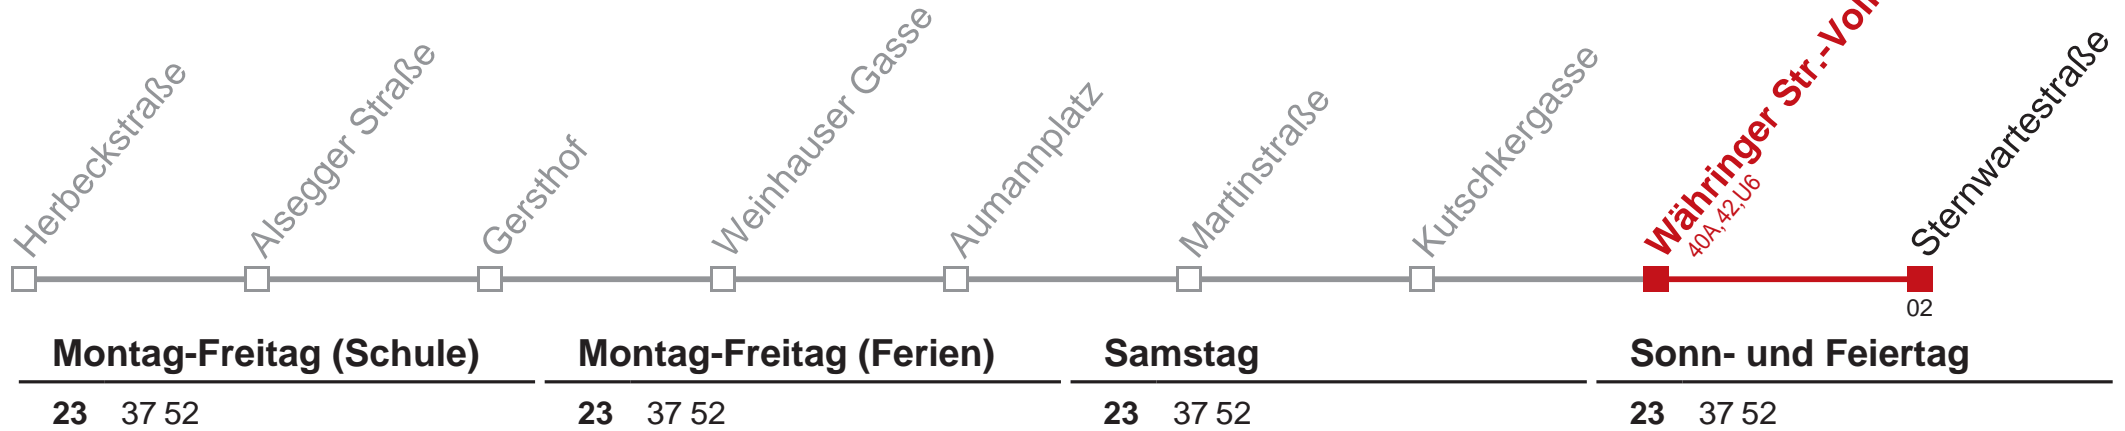 Herbeckstraße
Alsegger Straße
Gersthof
Weinhauser Gasse
Aumannplatz
Martinstraße
Kutschkergasse
Währinger Str.-
40A,42,U6
Sternwartestraße
02
Montag-Freitag (Schule) Montag-Freitag (Ferien) Samstag Sonn- und Feiertag
23 37 52 23 37 52 23 37 52 23 37 52